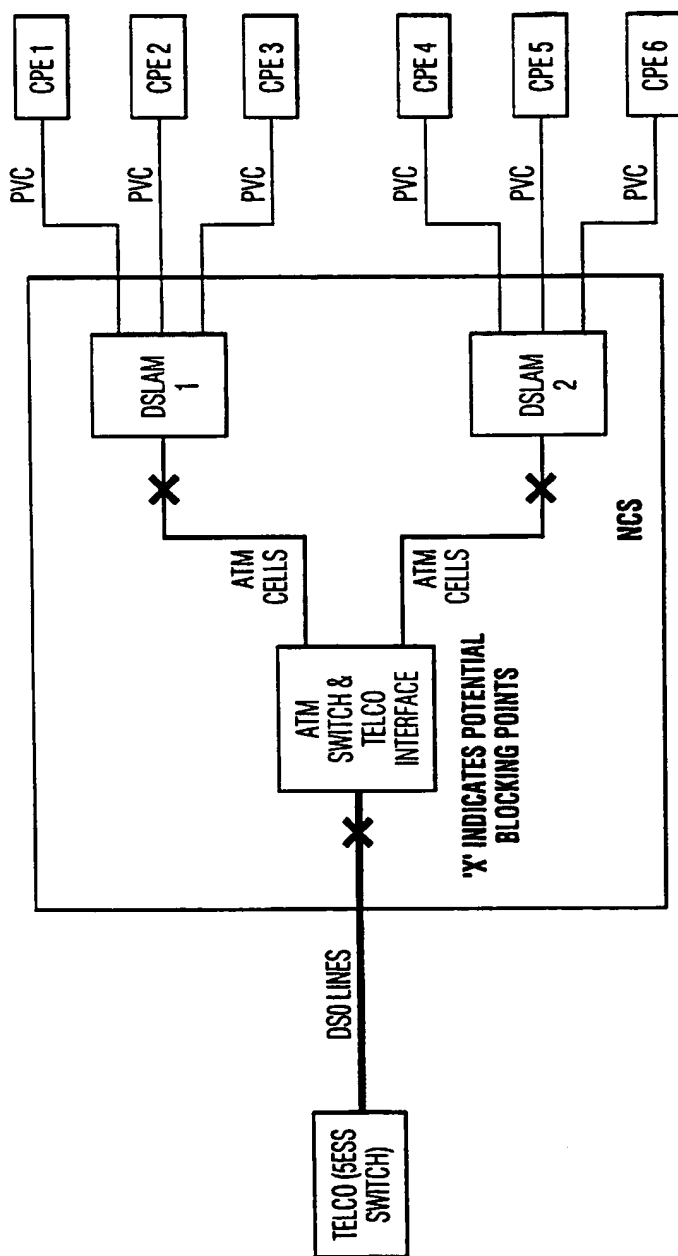 TELCO (5ESS
SWITCH)
DS0 LINES
ATM
SWITCH &
TELCO
INTERFACE
'X' INDICATES POTENTIAL
BLOCKING POINTS
ATM
CELLS
ATM
CELLS
NCS
DSLAM
1
DSLAM
2
PVC
PVC
PVC
PVC
PVC
PVC
CPE 1
CPE 2
CPE 3
CPE 4
CPE 5
CPE 6